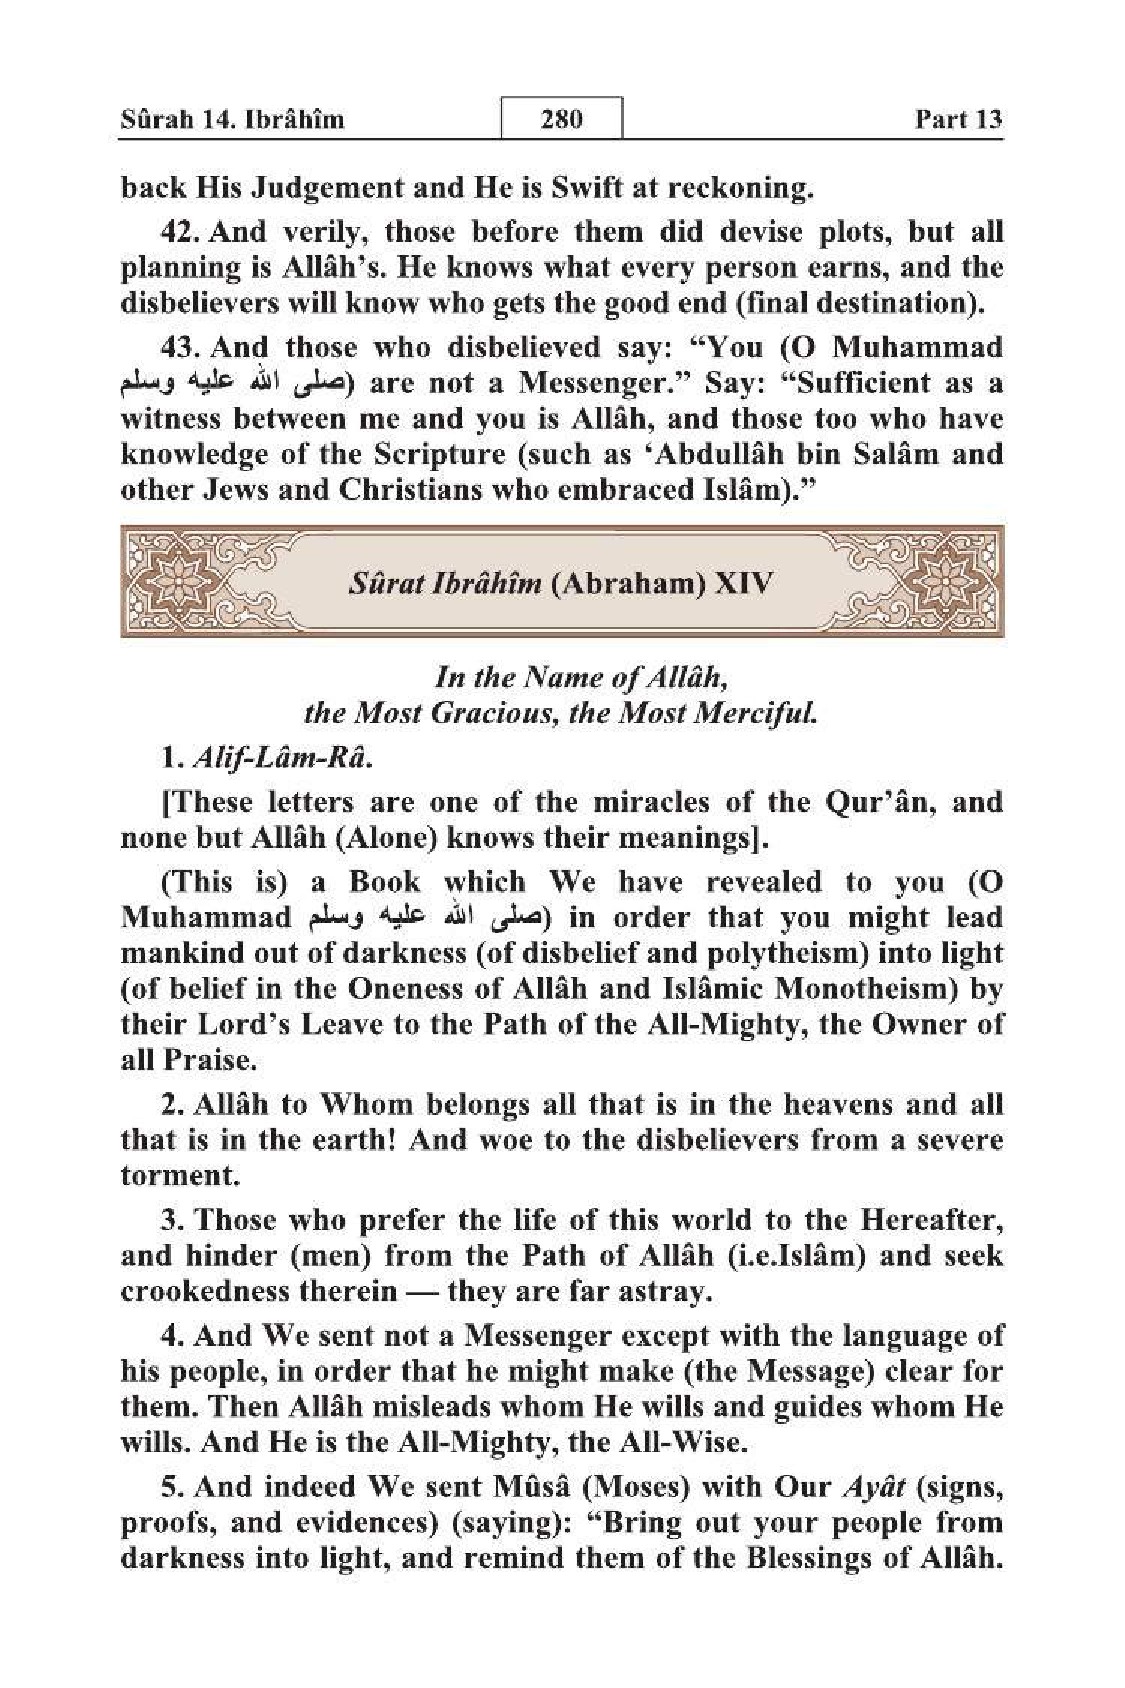 Sûrah 14. Ibrâhîm 280 Part 13
back His Judgement and He is Swift at reckoning.
42. And verily, those before them did devise plots, but all
planning is Allâh’s. He knows what every person earns, and the
disbelievers will know who gets the good end (final destination).
43. And those who disbelieved say: “You (O Muhammad
صلى الله عليه وسلم) are not a Messenger.” Say: “Sufficient as a
witness between me and you is Allâh, and those too who have
knowledge of the Scripture (such as ‘Abdullâh bin Salâm and
other Jews and Christians who embraced Islâm).”
Sûrat Ibrâhîm (Abraham) XIV
In the Name of Allâh,
the Most Gracious, the Most Merciful.
1. Alif-Lâm-Râ.
[These letters are one of the miracles of the Qur’ân, and
none but Allâh (Alone) knows their meanings].
(This is) a Book which We have revealed to you (O
Muhammad صلى الله عليه وسلم) in order that you might lead
mankind out of darkness (of disbelief and polytheism) into light
(of belief in the Oneness of Allâh and Islâmic Monotheism) by
their Lord’s Leave to the Path of the All-Mighty, the Owner of
all Praise.
2. Allâh to Whom belongs all that is in the heavens and all
that is in the earth! And woe to the disbelievers from a severe
torment.
3. Those who prefer the life of this world to the Hereafter,
and hinder (men) from the Path of Allâh (i.e.Islâm) and seek
crookedness therein — they are far astray.
4. And We sent not a Messenger except with the language of
his people, in order that he might make (the Message) clear for
them. Then Allâh misleads whom He wills and guides whom He
wills. And He is the All-Mighty, the All-Wise.
5. And indeed We sent Mûsâ (Moses) with Our Ayât (signs,
proofs, and evidences) (saying): “Bring out your people from
darkness into light, and remind them of the Blessings of Allâh.